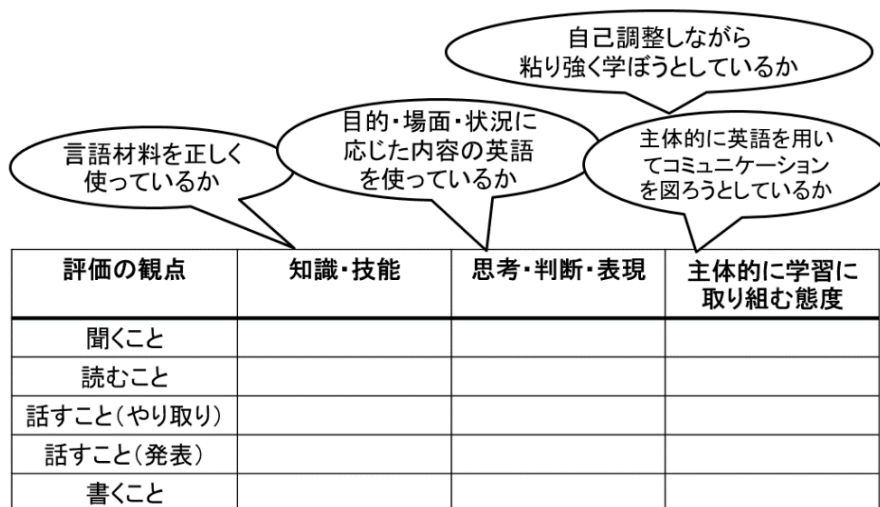 自己調整しながら
粘り強く学ぼうとしているか
目的・場面・状況に
応じた内容の英語
を使っているか
主体的に英語を用い
てコミュニケーション
を図ろうとしているか
言語材料を正しく
使っているか
評価の観点
知識・技能
思考・判断・表現
主体的に学習に
取り組む態度
聞くこと
読むこと
話すこと（やり取り）
話すこと（発表）
書くこと